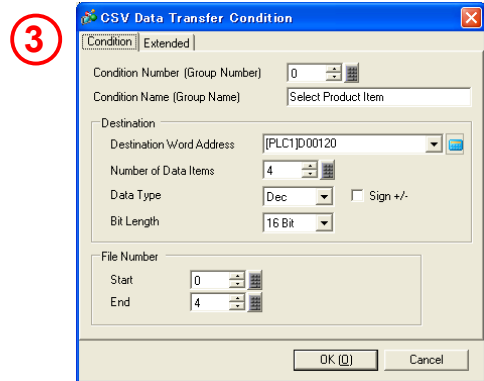 3
CSV Data Transfer Condition
Condition Extended
Condition Number (Group Number) 0
Condition Name (Group Name) Select Product Item
Destination
Destination Word Address [PLC1]D00120
Number of Data Items 4
Data Type Dec Sign +/-
Bit Length 16 Bit
File Number
Start 0
End 4
OK (O) Cancel